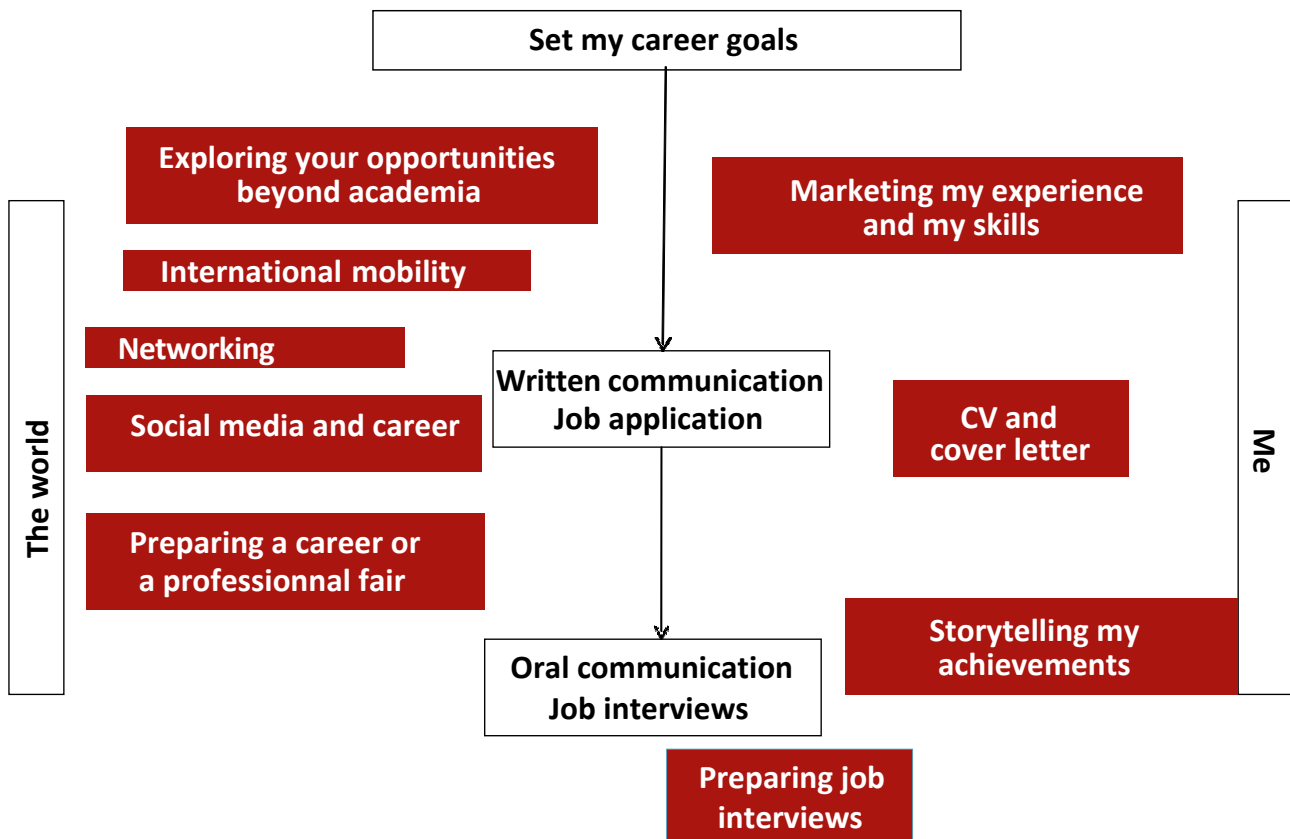 Set my career goals
Exploring your opportunities
beyond academia
Marketing my experience
and my skills
International mobility
Networking
Written communication
Job application
Social media and career
CV and
cover letter
The world
Me
Preparing a career or
a professionnal fair
Storytelling my
achievements
Oral communication
Job interviews
Preparing job
interviews